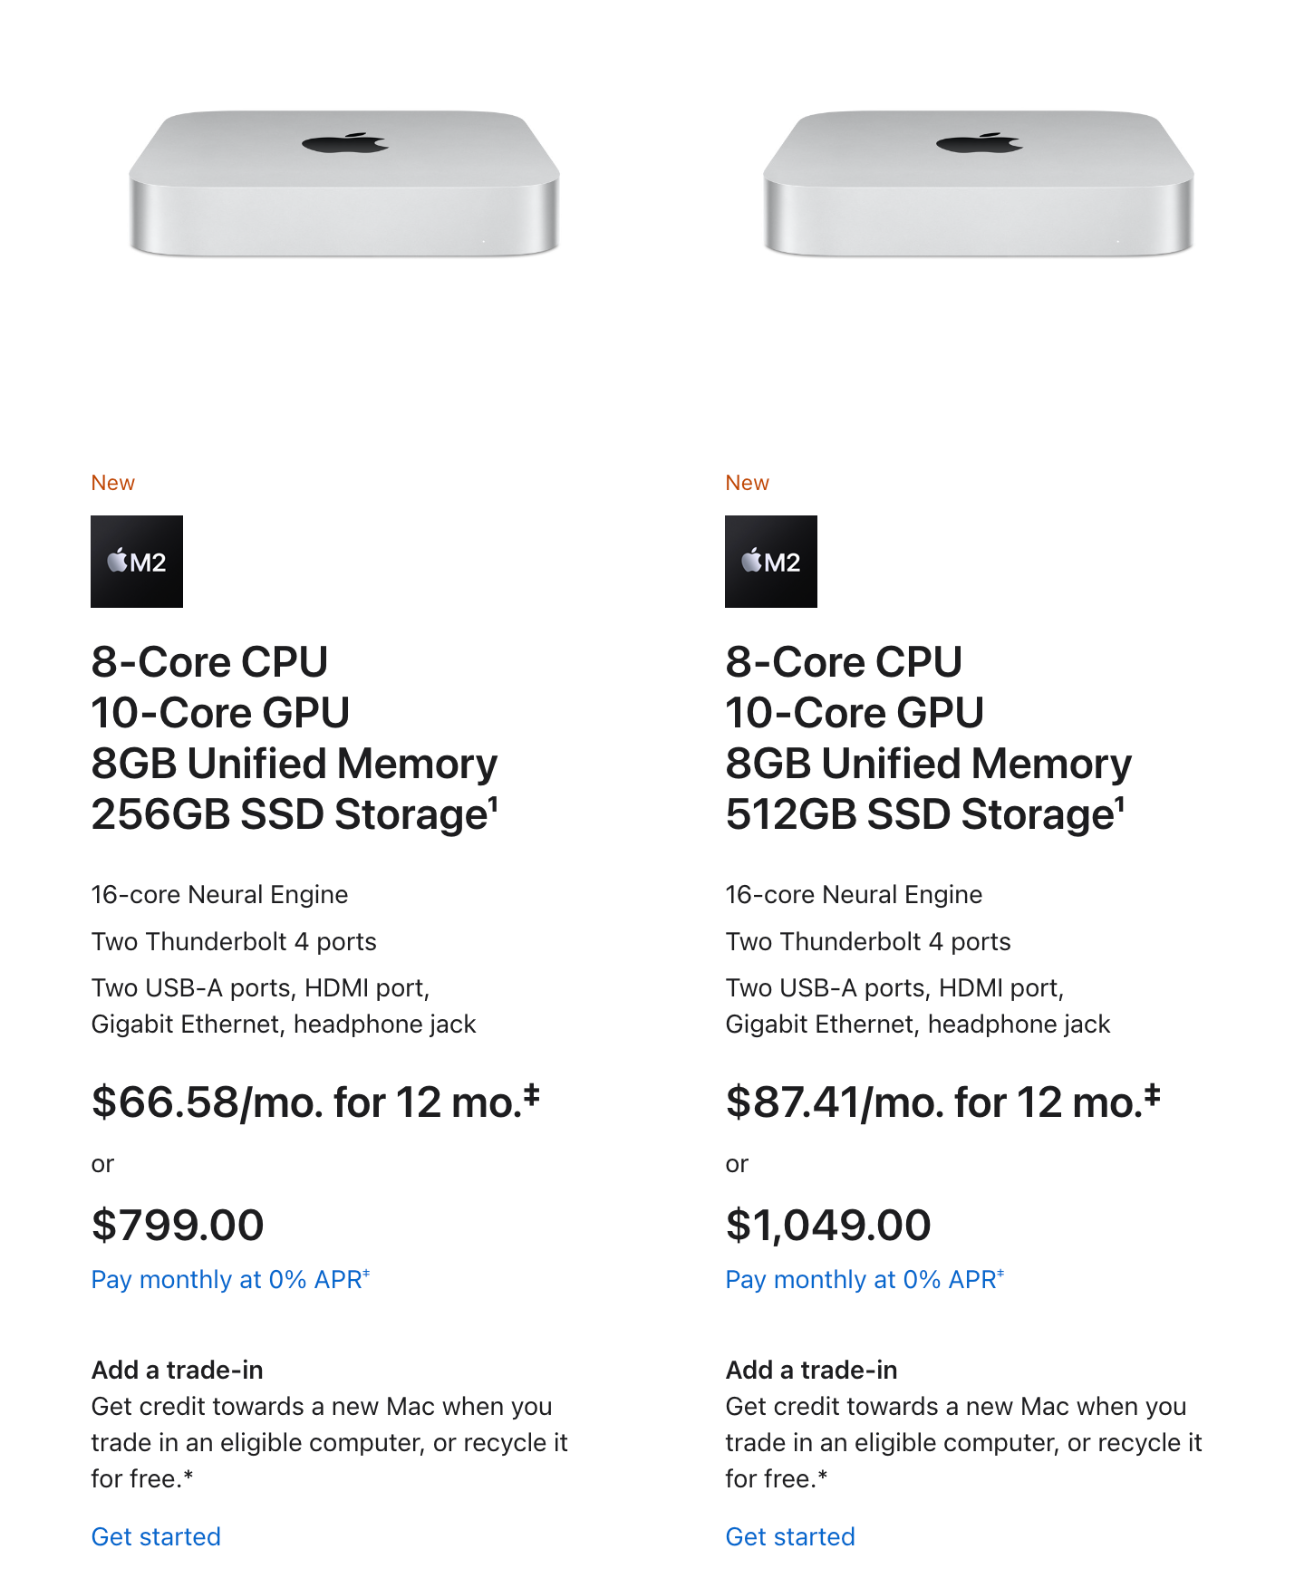 New
M2
8-Core CPU
10-Core GPU
8GB Unified Memory
256GB SSD Storage¹
16-core Neural Engine
Two Thunderbolt 4 ports
Two USB-A ports, HDMI port,
Gigabit Ethernet, headphone jack
$66.58/mo. for 12 mo.‡
or
$799.00
Pay monthly at 0% APR‡
Add a trade-in
Get credit towards a new Mac when you
trade in an eligible computer, or recycle it
for free.*
Get started
New
M2
8-Core CPU
10-Core GPU
8GB Unified Memory
512GB SSD Storage¹
16-core Neural Engine
Two Thunderbolt 4 ports
Two USB-A ports, HDMI port,
Gigabit Ethernet, headphone jack
$87.41/mo. for 12 mo.‡
or
$1,049.00
Pay monthly at 0% APR‡
Add a trade-in
Get credit towards a new Mac when you
trade in an eligible computer, or recycle it
for free.*
Get started